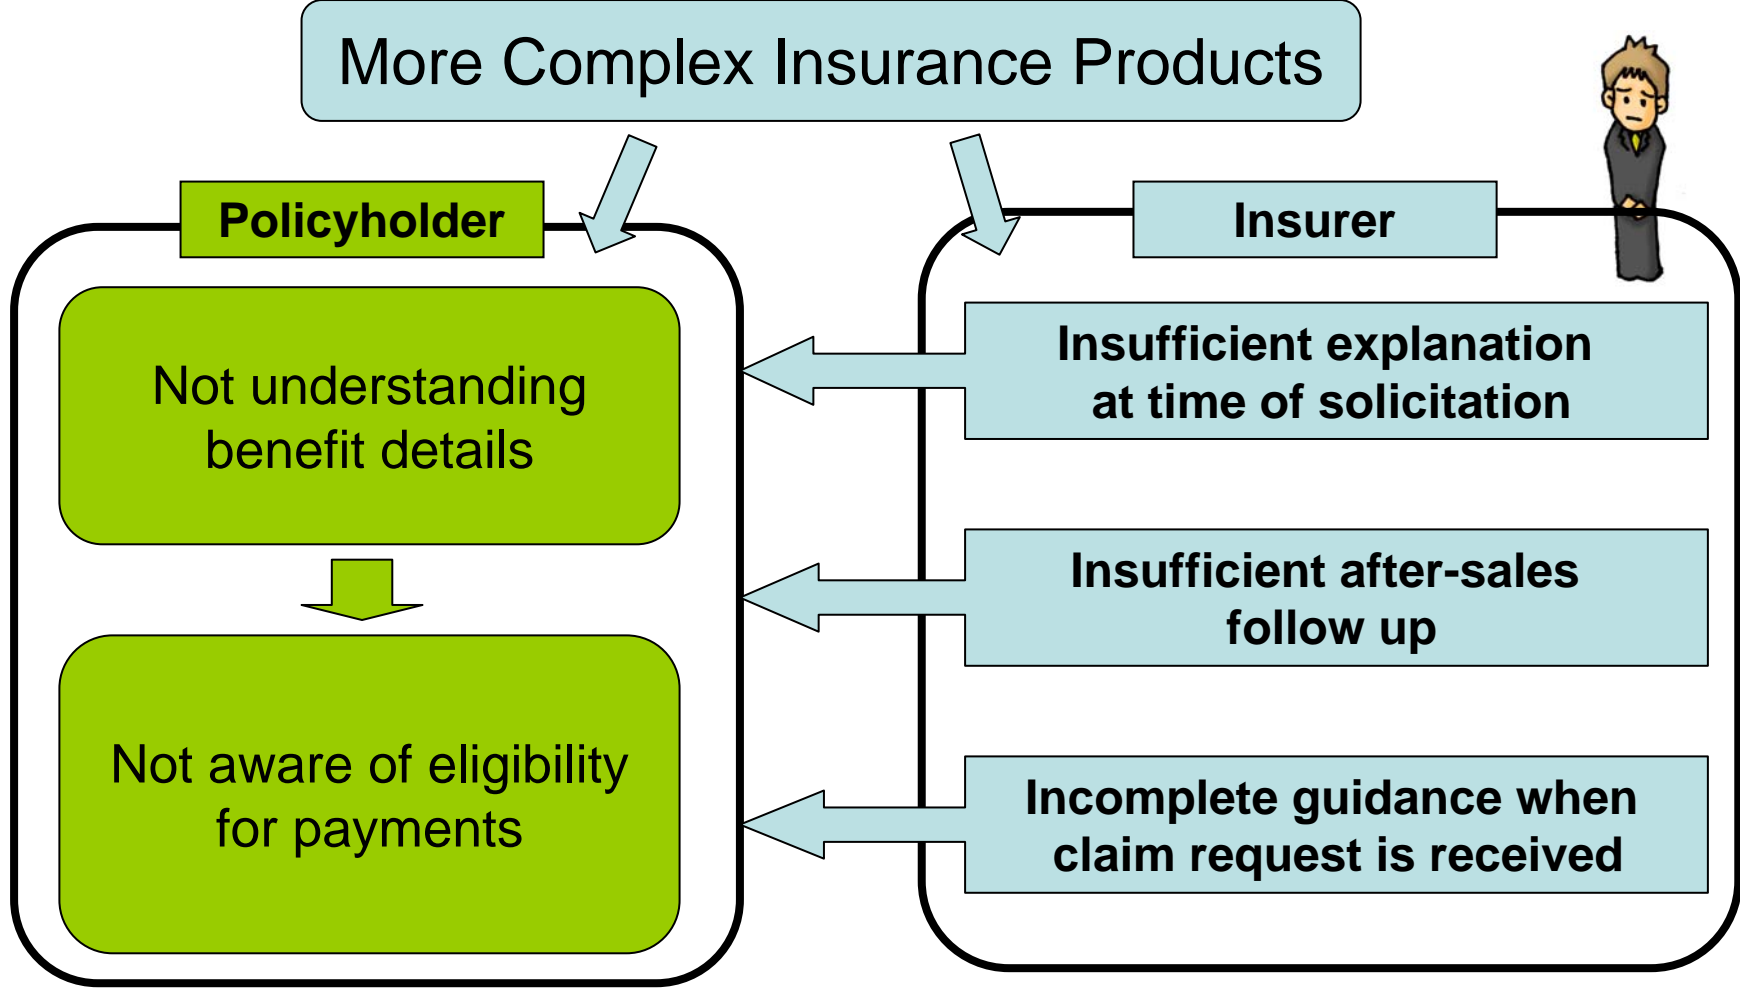 More Complex Insurance Products
Policyholder
Not understanding
benefit details
Not aware of eligibility
for payments
Insurer
Insufficient explanation
at time of solicitation
Insufficient after-sales
follow up
Incomplete guidance when
claim request is received